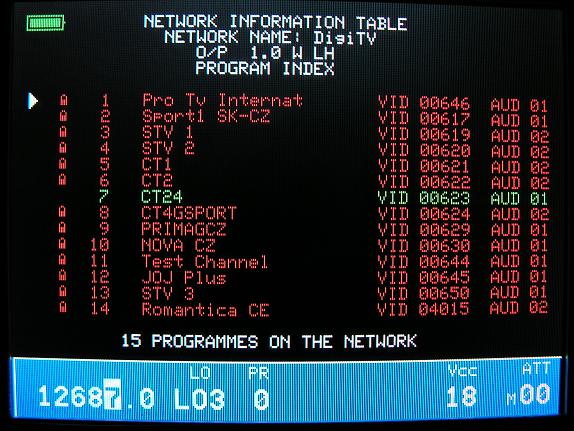 NETWORK INFORMATION TABLE
NETWORK NAME: DigiTV
O/P 1.0 W LH
PROGRAM INDEX
1 Pro Tv Internat VID 00646 AUD 01
2 Sport1 SK-CZ VID 00617 AUD 01
3 STV 1 VID 00619 AUD 02
4 STV 2 VID 00620 AUD 02
5 CT1 VID 00621 AUD 02
6 CT2 VID 00622 AUD 02
7 CT24 VID 00623 AUD 01
8 CT4GSPORT VID 00624 AUD 02
9 PRIMAGCZ VID 00629 AUD 01
10 NOVA CZ VID 00630 AUD 01
11 Test Channel VID 00644 AUD 01
12 JOJ Plus VID 00645 AUD 01
13 STV 3 VID 00650 AUD 01
14 Romantica CE VID 04015 AUD 02
15 PROGRAMMES ON THE NETWORK
LO PR Vcc ATT
12687.0 LO3 0 18 M00